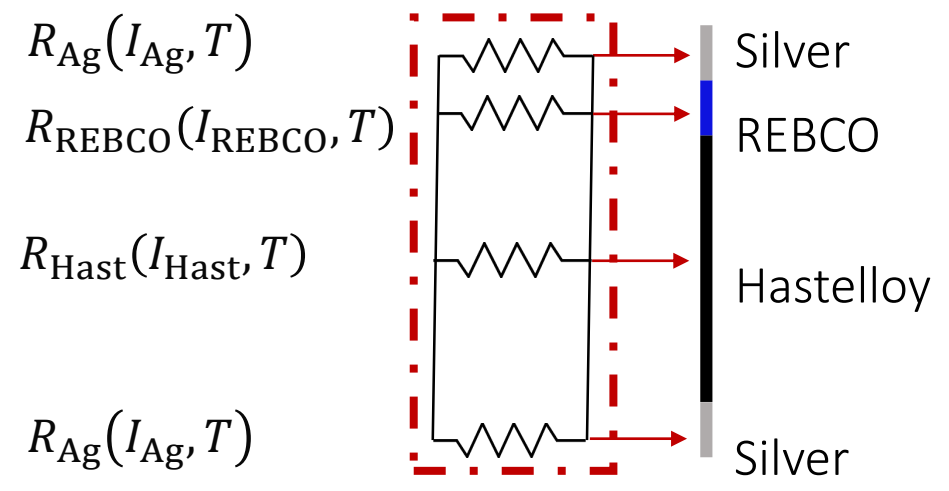 R_Ag(I_Ag, T)
Silver
R_REBCO(I_REBCO, T)
REBCO
R_Hast(I_Hast, T)
Hastelloy
R_Ag(I_Ag, T)
Silver